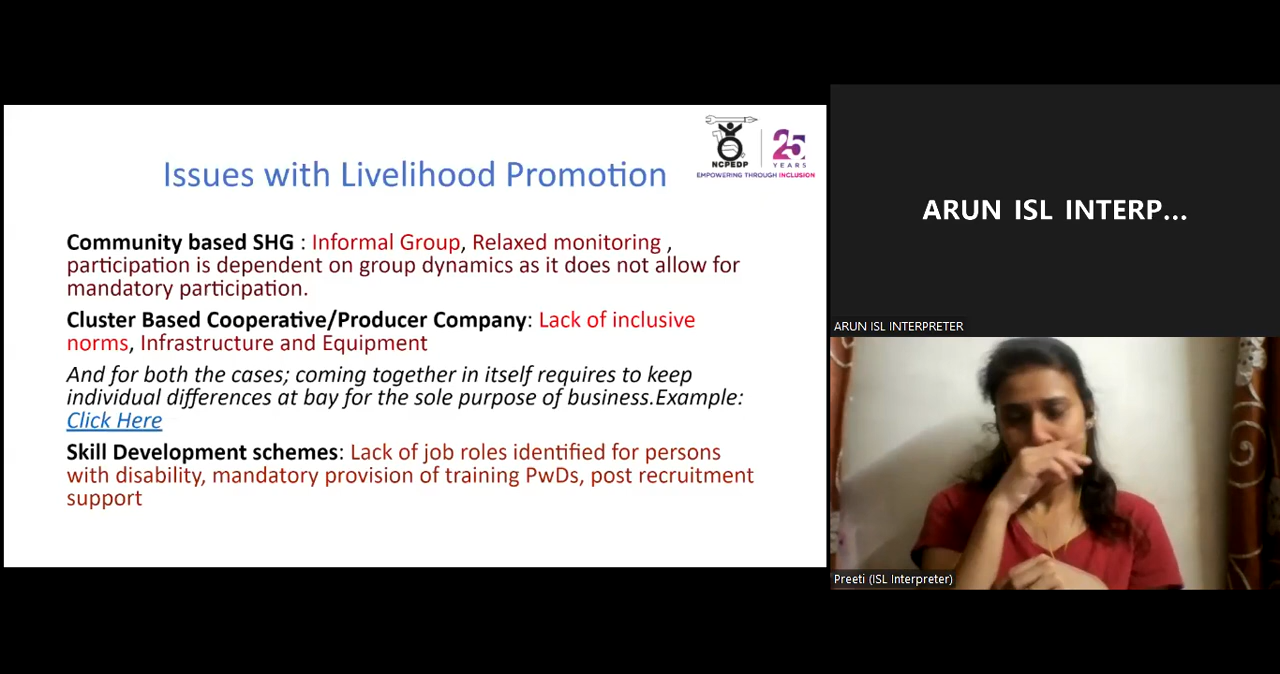 Issues with Livelihood Promotion
NCPEDP
25
YEARS
EMPOWERING THROUGH INCLUSION
Community based SHG : Informal Group, Relaxed monitoring ,
participation is dependent on group dynamics as it does not allow for
mandatory participation.
Cluster Based Cooperative/Producer Company: Lack of inclusive
norms, Infrastructure and Equipment
And for both the cases; coming together in itself requires to keep
individual differences at bay for the sole purpose of business.Example:
Click Here
Skill Development schemes: Lack of job roles identified for persons
with disability, mandatory provision of training PwDs, post recruitment
support
ARUN ISL INTERP...
ARUN ISL INTERPRETER
Preeti (ISL Interpreter)